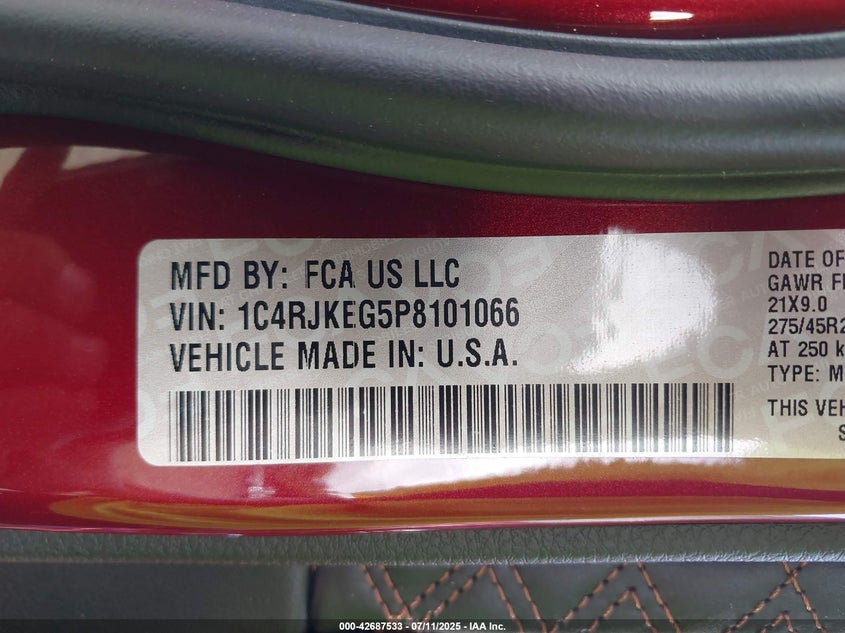 MFD BY: FCA US LLC
VIN: 1C4RJKEG5P8101066
VEHICLE MADE IN: U.S.A.
DATE OF
GAWR F
21X9.0
275/45R2
AT 250 k
TYPE: M
THIS VEH
S
000-42687533 - 07/11/2025 - IAA Inc.